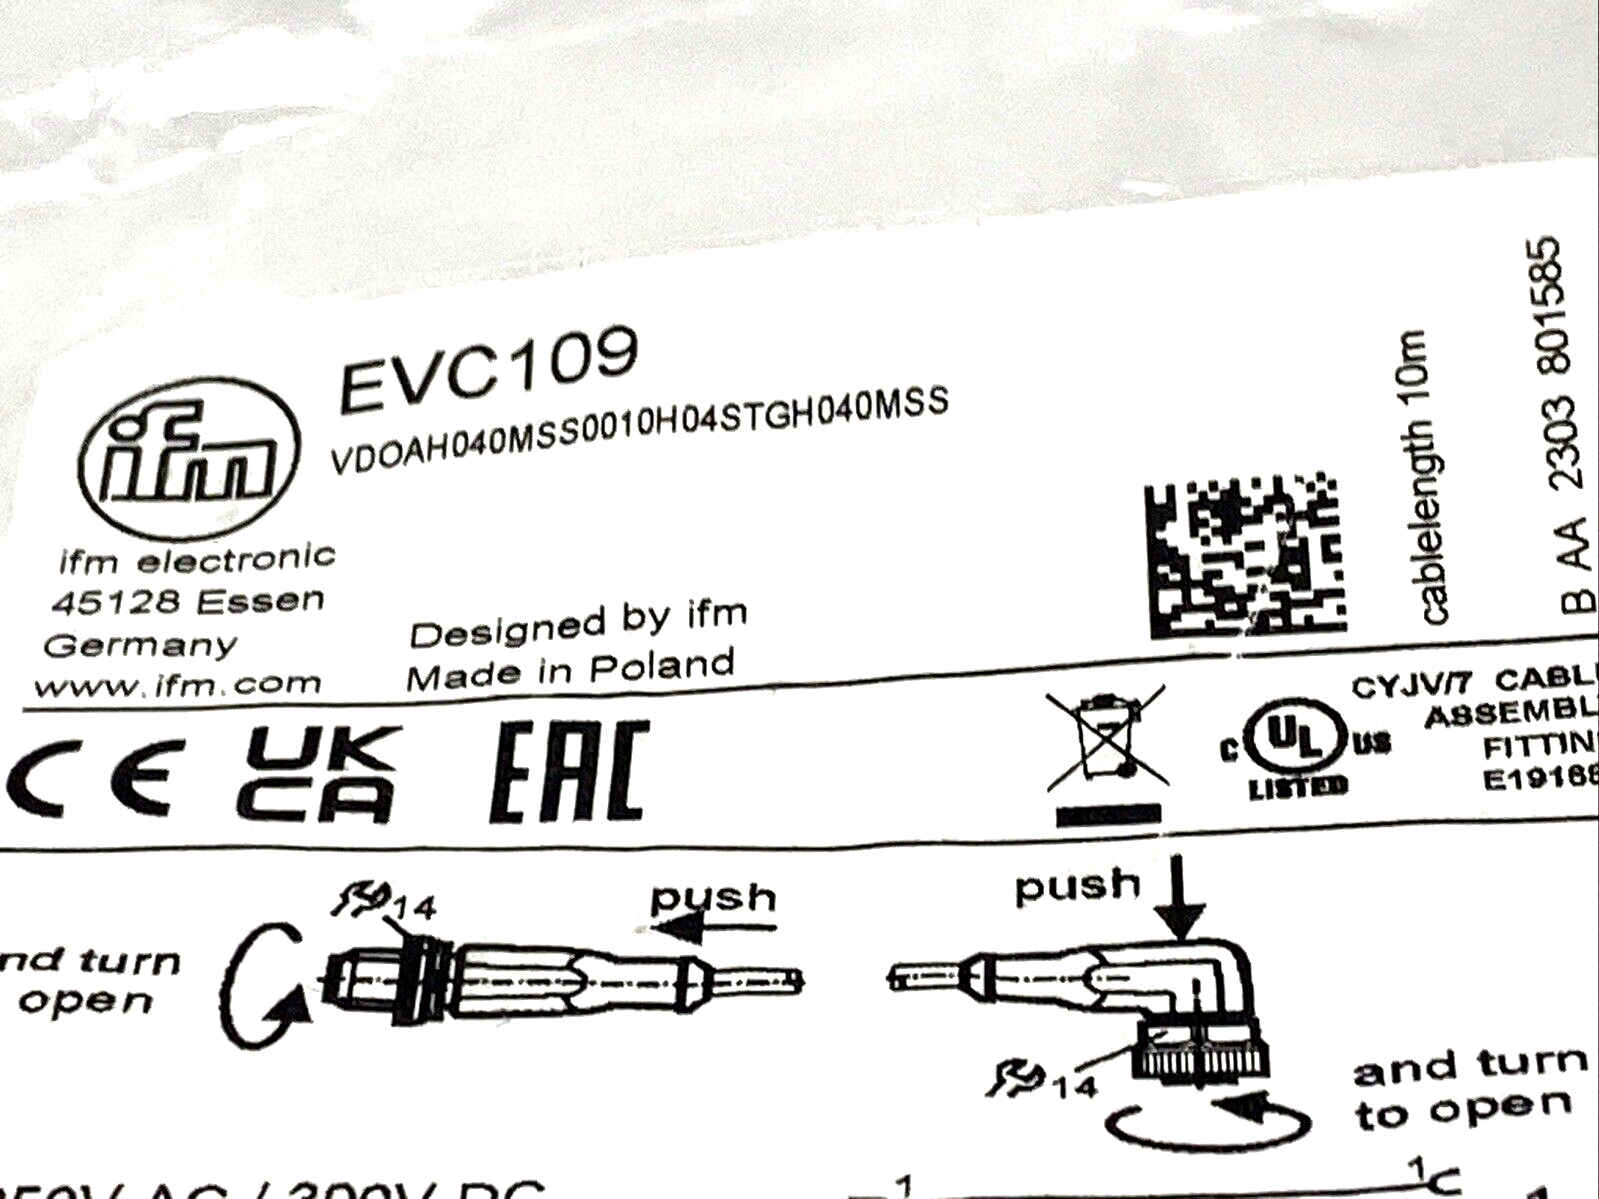 ifm
EVC109
VDOAH040MSS0010H04STGH040MSS
ifm electronic
45128 Essen
Germany
www.ifm.com
Designed by ifm
Made in Poland
cablelength 10m
B AA 2303 801585
CE
UK
CA
EAC
C UL US
LISTED
CYJV/7
push
14
turn
open
push
14
and turn
to open
1
1